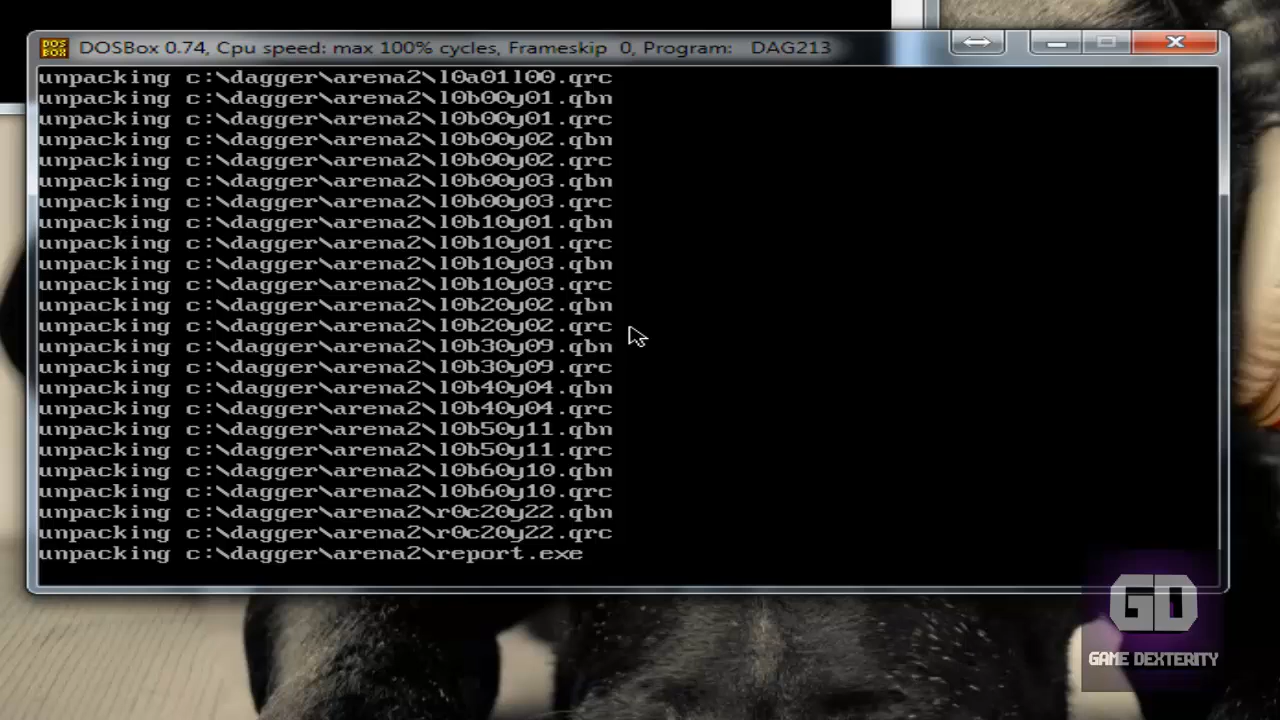 DOS BOX DOSBox 0.74, Cpu speed: max 100% cycles, Frameskip 0, Program: DAG213
unpacking c:\dagger\arena2\l0a01l00.qrc
unpacking c:\dagger\arena2\l0b00y01.qbn
unpacking c:\dagger\arena2\l0b00y01.qrc
unpacking c:\dagger\arena2\l0b00y02.qbn
unpacking c:\dagger\arena2\l0b00y02.qrc
unpacking c:\dagger\arena2\l0b00y03.qbn
unpacking c:\dagger\arena2\l0b00y03.qrc
unpacking c:\dagger\arena2\l0b10y01.qbn
unpacking c:\dagger\arena2\l0b10y01.qrc
unpacking c:\dagger\arena2\l0b10y03.qbn
unpacking c:\dagger\arena2\l0b10y03.qrc
unpacking c:\dagger\arena2\l0b20y02.qbn
unpacking c:\dagger\arena2\l0b20y02.qrc
unpacking c:\dagger\arena2\l0b30y09.qbn
unpacking c:\dagger\arena2\l0b30y09.qrc
unpacking c:\dagger\arena2\l0b40y04.qbn
unpacking c:\dagger\arena2\l0b40y04.qrc
unpacking c:\dagger\arena2\l0b50y11.qbn
unpacking c:\dagger\arena2\l0b50y11.qrc
unpacking c:\dagger\arena2\l0b60y10.qbn
unpacking c:\dagger\arena2\l0b60y10.qrc
unpacking c:\dagger\arena2\r0c20y22.qbn
unpacking c:\dagger\arena2\r0c20y22.qrc
unpacking c:\dagger\arena2\report.exe
GD
GAME DEXTERITY